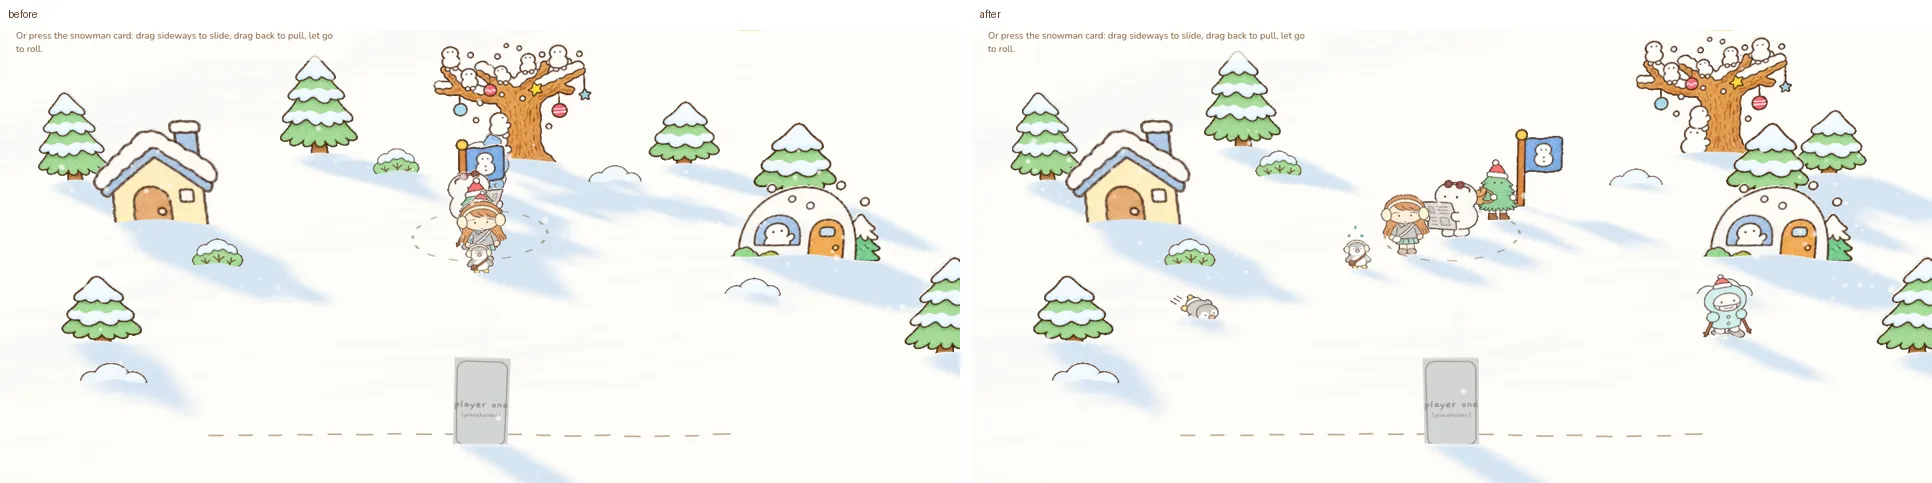 before
Or press the snowman card: drag sideways to slide, drag back to pull, let go
to roll.
player one
[placeholder]
after
Or press the snowman card: drag sideways to slide, drag back to pull, let go
to roll.
player one
[placeholder]